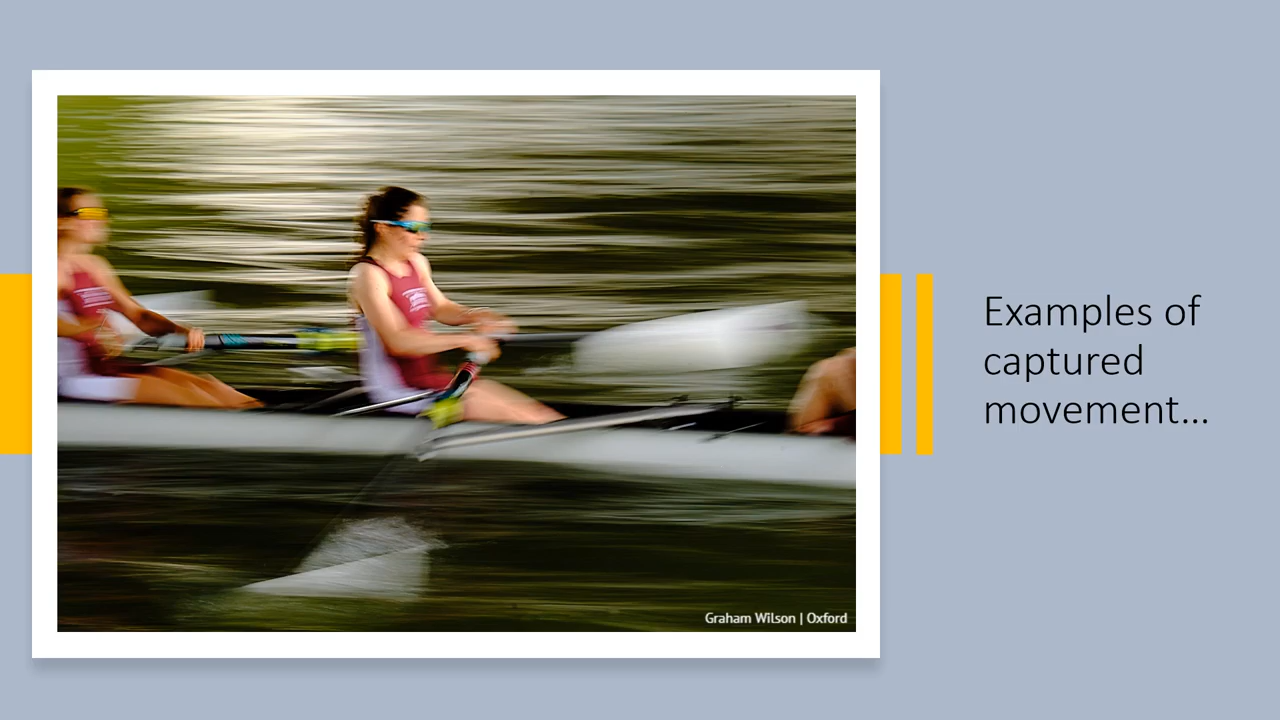 Graham Wilson | Oxford
Examples of
captured
movement...